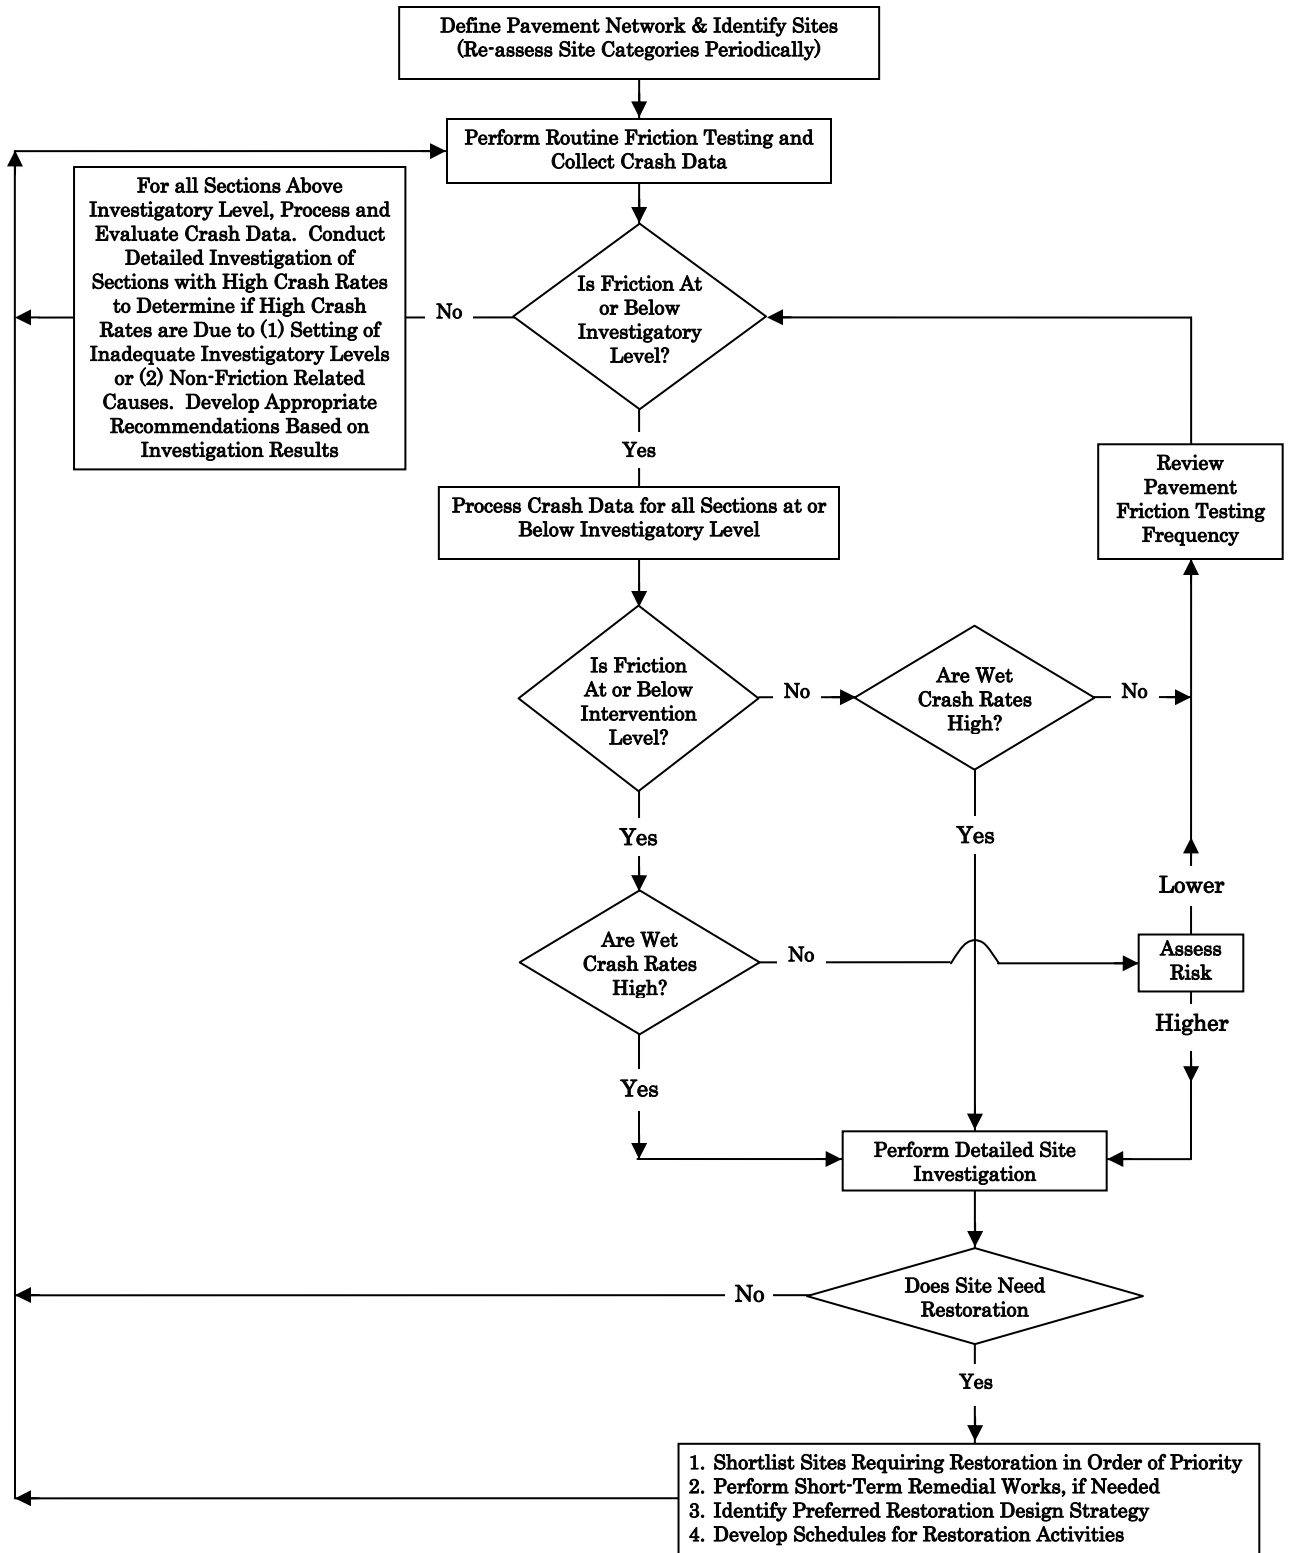 Define Pavement Network & Identify Sites
(Re-assess Site Categories Periodically)
Perform Routine Friction Testing and
Collect Crash Data
For all Sections Above
Investigatory Level, Process and
Evaluate Crash Data.  Conduct
Detailed Investigation of
Sections with High Crash Rates
to Determine if High Crash
Rates are Due to (1) Setting of
Inadequate Investigatory Levels
or (2) Non-Friction Related
Causes.  Develop Appropriate
Recommendations Based on
Investigation Results
No
Is Friction At
or Below
Investigatory
Level?
Yes
Review
Pavement
Friction Testing
Frequency
Process Crash Data for all Sections at or
Below Investigatory Level
Is Friction
At or Below
Intervention
Level?
No
Are Wet
Crash Rates
High?
No
Yes
Yes
Lower
Are Wet
Crash Rates
High?
No
Assess
Risk
Higher
Yes
Perform Detailed Site
Investigation
Does Site Need
Restoration
No
Yes
1. Shortlist Sites Requiring Restoration in Order of Priority
2. Perform Short-Term Remedial Works, if Needed
3. Identify Preferred Restoration Design Strategy
4. Develop Schedules for Restoration Activities